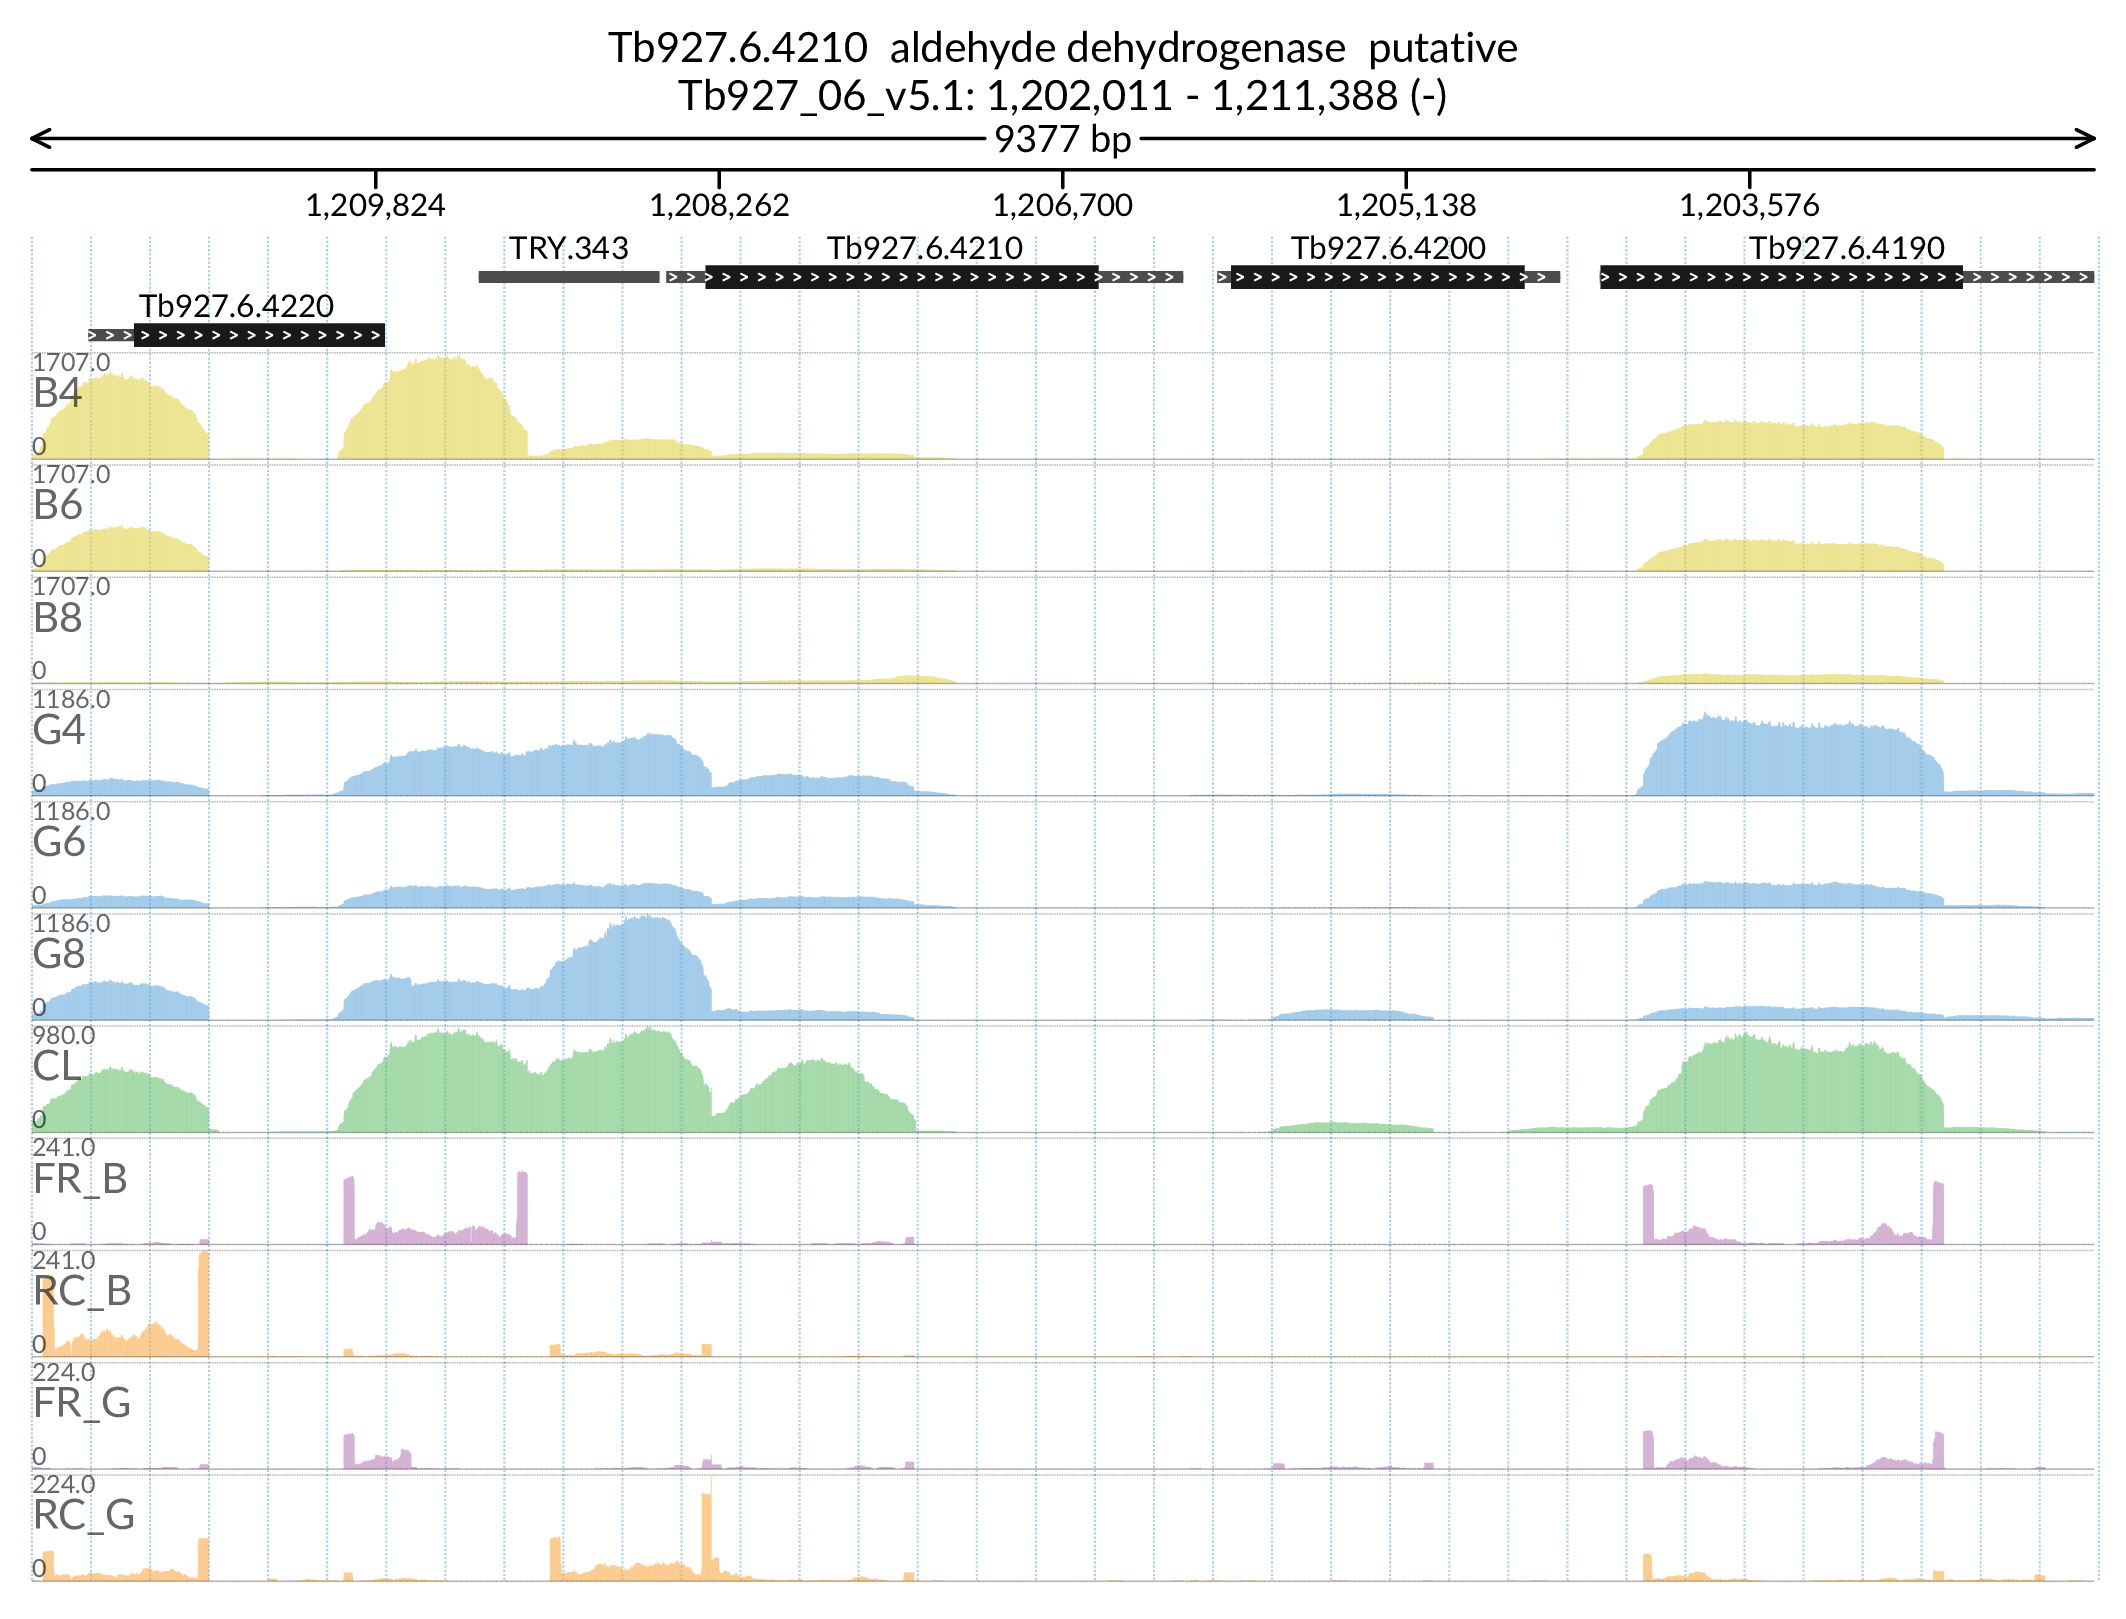 Tb927.6.4210 aldehyde dehydrogenase putative
Tb927_06_v5.1: 1,202,011 - 1,211,388 (-)
9377 bp
1,209,824 1,208,262 1,206,700 1,205,138 1,203,576
TRY.343 Tb927.6.4210 Tb927.6.4200 Tb927.6.4190
Tb927.6.4220
1707.0
B4
0
1707.0
B6
0
1707.0
B8
0
1186.0
G4
0
1186.0
G6
0
1186.0
G8
0
980.0
CL
0
241.0
FR_B
0
241.0
RC_B
0
224.0
FR_G
0
224.0
RC_G
0